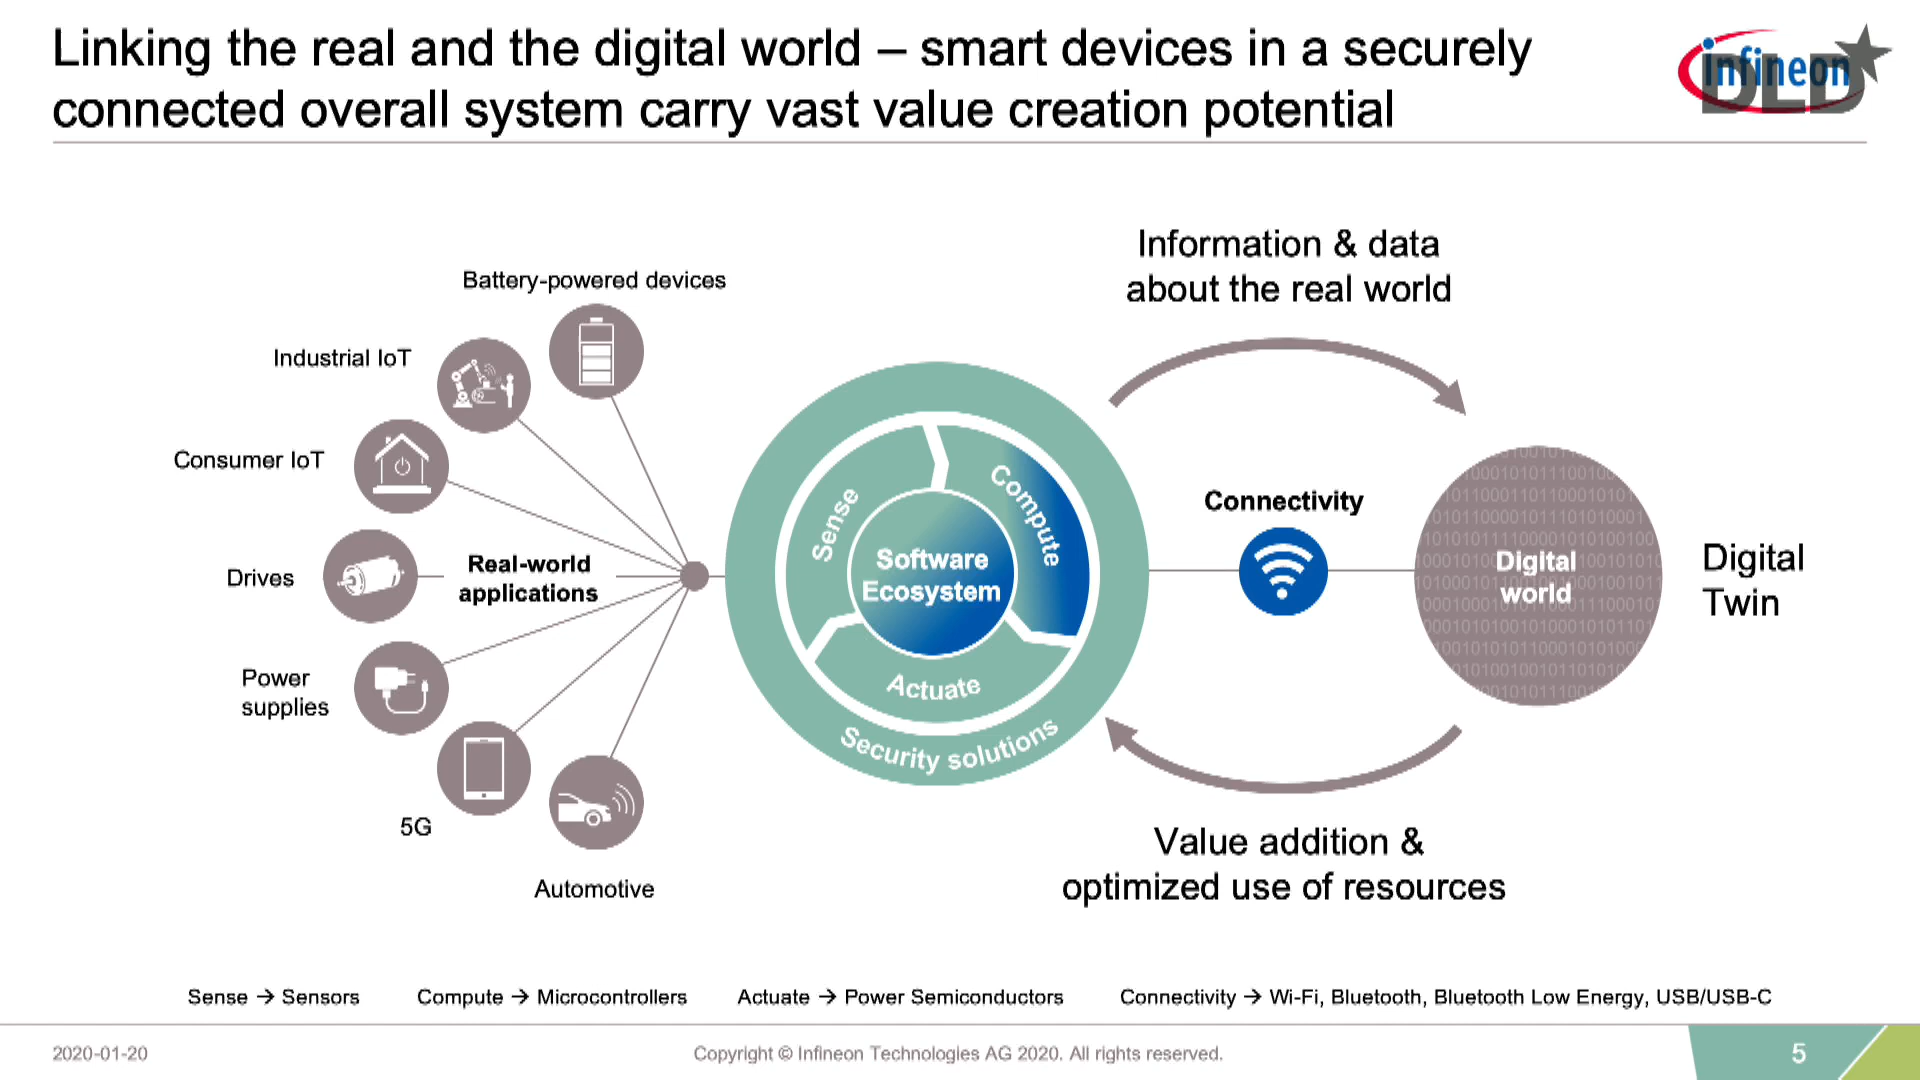 Linking the real and the digital world – smart devices in a securely
connected overall system carry vast value creation potential
infineon
DLD
Information & data
about the real world
Battery-powered devices
Industrial IoT
Consumer IoT
Drives
Real-world
applications
Power
supplies
5G
Automotive
Sense
Compute
Software
Ecosystem
Actuate
Security solutions
Connectivity
Digital
world
Digital
Twin
Value addition &
optimized use of resources
Sense → Sensors
Compute → Microcontrollers
Actuate → Power Semiconductors
Connectivity → Wi-Fi, Bluetooth, Bluetooth Low Energy, USB/USB-C
2020-01-20
Copyright © Infineon Technologies AG 2020. All rights reserved.
5